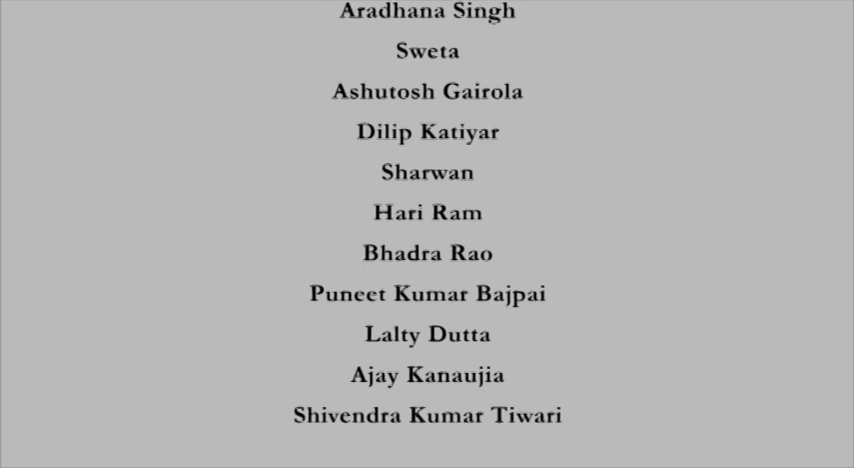 Aradhana Singh
Sweta
Ashutosh Gairola
Dilip Katiyar
Sharwan
Hari Ram
Bhadra Rao
Puneet Kumar Bajpai
Lalty Dutta
Ajay Kanaujia
Shivendra Kumar Tiwari